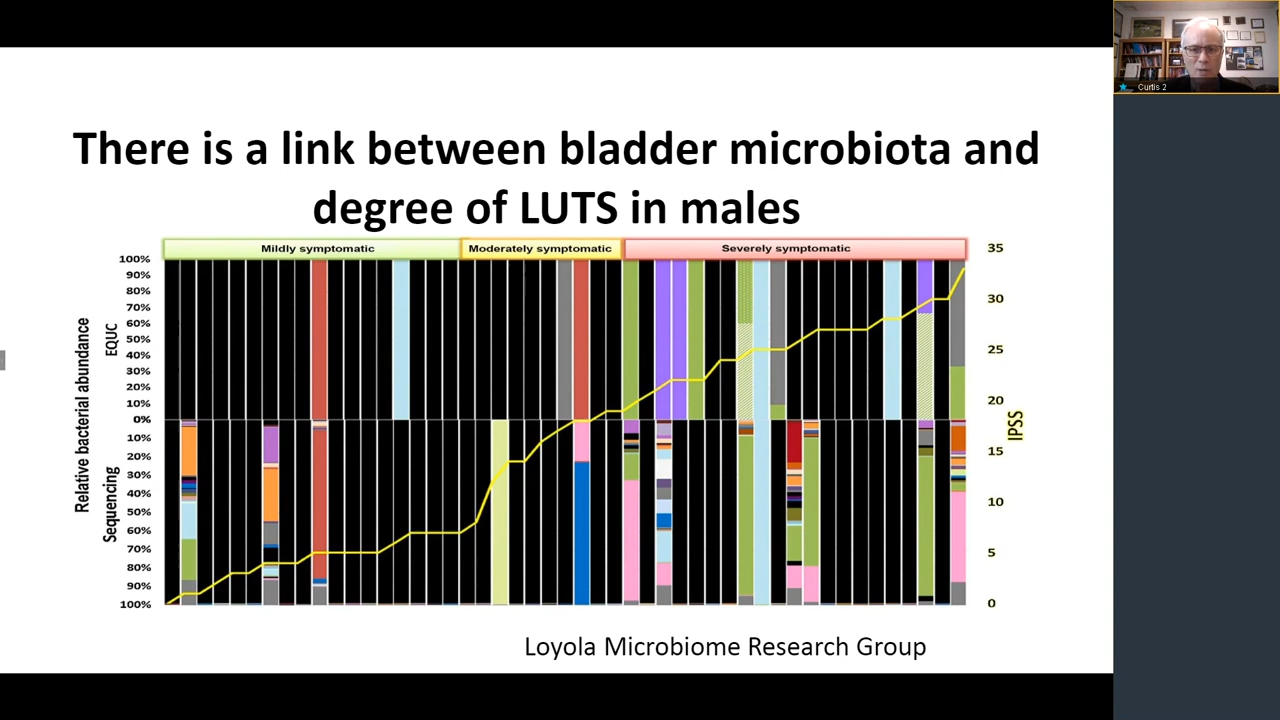 There is a link between bladder microbiota and
degree of LUTS in males
Mildly symptomatic
Moderately symptomatic
Severely symptomatic
Relative bacterial abundance
EQUC
Sequencing
100%
90%
80%
70%
60%
50%
40%
30%
20%
10%
0%
10%
20%
30%
40%
50%
60%
70%
80%
90%
100%
35
30
25
20
15
10
5
0
IPSS
Loyola Microbiome Research Group
Curtis 2